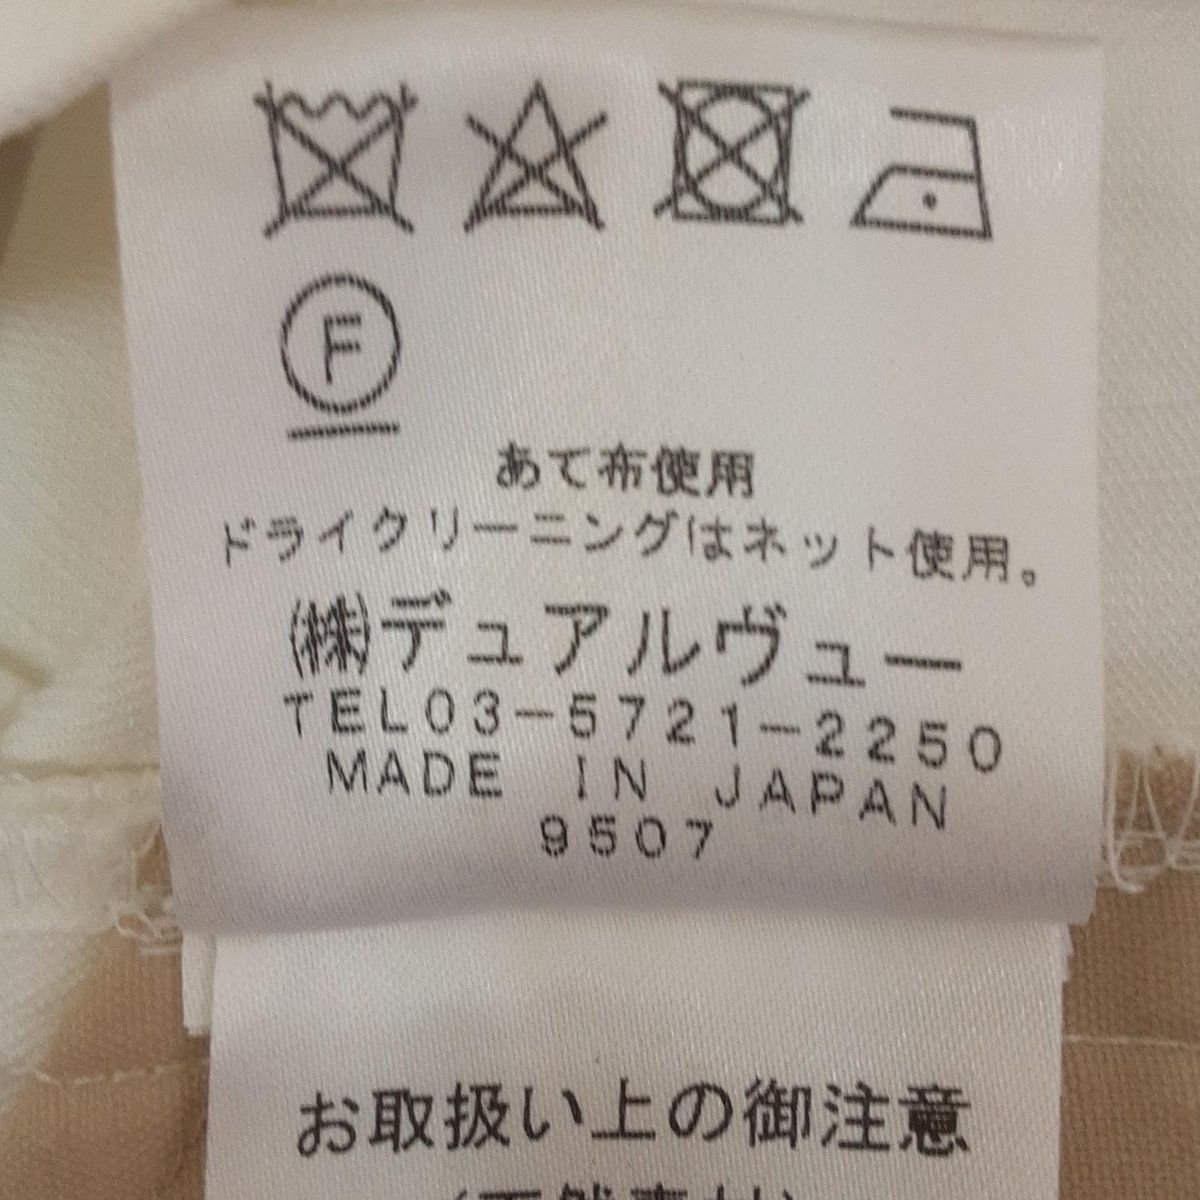 F
あて布使用
ドライクリーニングはネット使用。
㈱デュアルヴュー
TEL03-5721-2250
MADE IN JAPAN
9507
お取扱い上の御注意